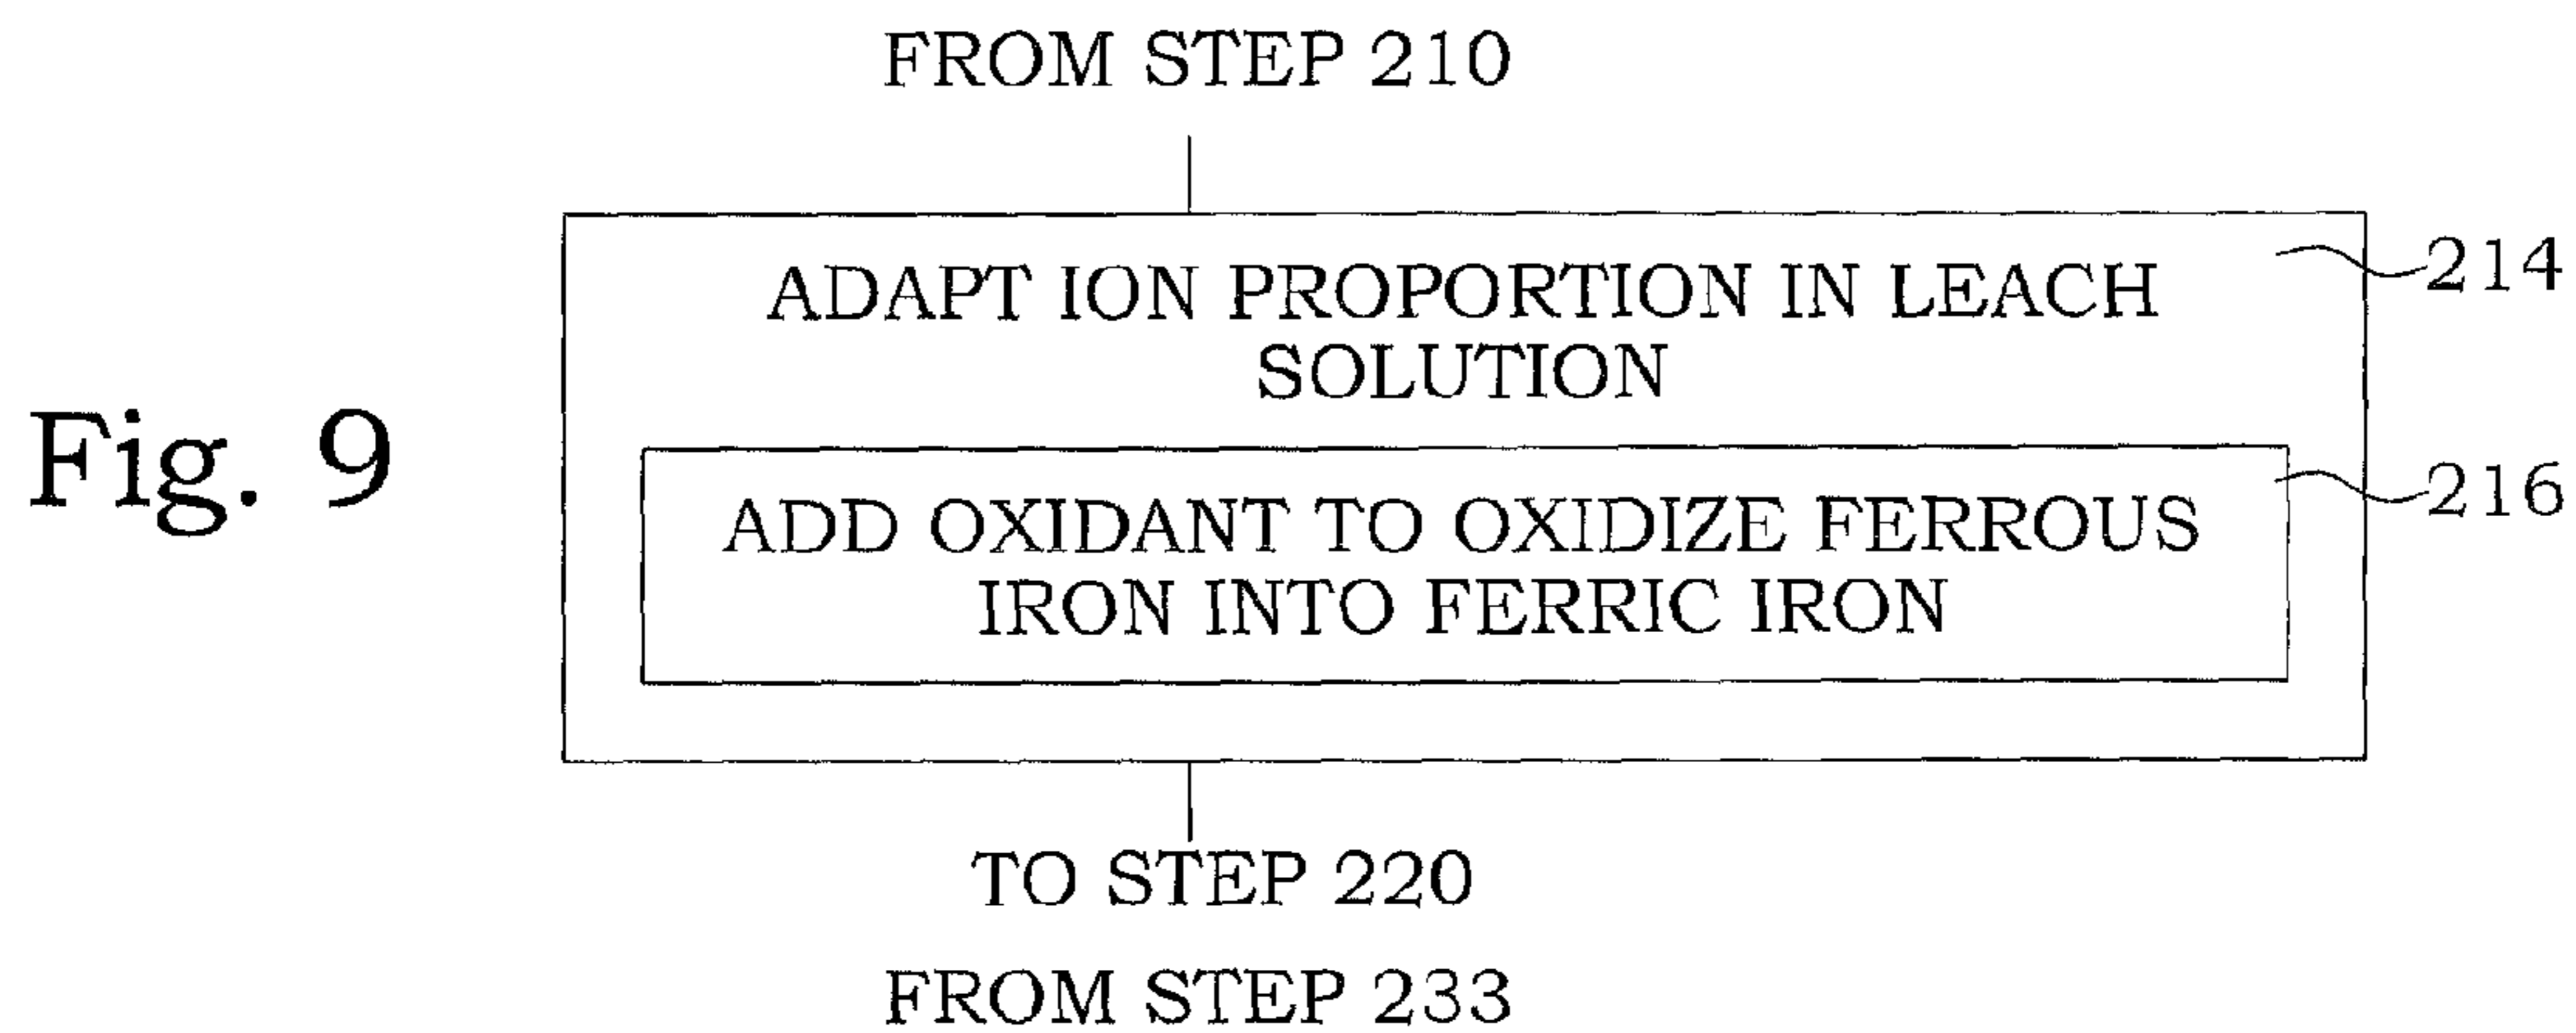 FROM STEP 210
ADAPT ION PROPORTION IN LEACH
SOLUTION
214
Fig. 9
ADD OXIDANT TO OXIDIZE FERROUS
IRON INTO FERRIC IRON
216
TO STEP 220
FROM STEP 233